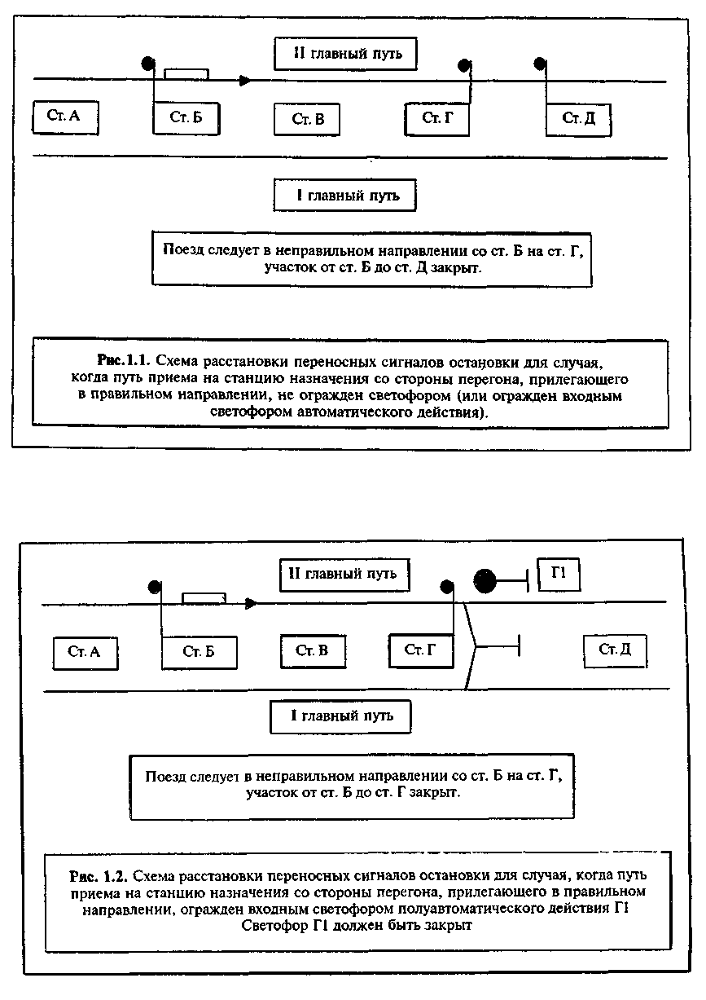 II главный путь
Ст. А
Ст. Б
Ст. В
Ст. Г
Ст. Д
I главный путь
Поезд следует в неправильном направлении со ст. Б на ст. Г,
участок от ст. Б до ст. Д закрыт.
Рис.1.1. Схема расстановки переносных сигналов остановки для случая,
когда путь приема на станцию назначения со стороны перегона, прилегающего
в правильном направлении, не огражден светофором (или огражден входным
светофором автоматического действия).
II главный путь
Г1
Ст. А
Ст. Б
Ст. В
Ст. Г
Ст. Д
I главный путь
Поезд следует в неправильном направлении со ст. Б на ст. Г,
участок от ст. Б до ст. Г закрыт.
Рис. 1.2. Схема расстановки переносных сигналов остановки для случая, когда путь
приема на станцию назначения со стороны перегона, прилегающего в правильном
направлении, огражден входным светофором полуавтоматического действия Г1
Светофор Г1 должен быть закрыт